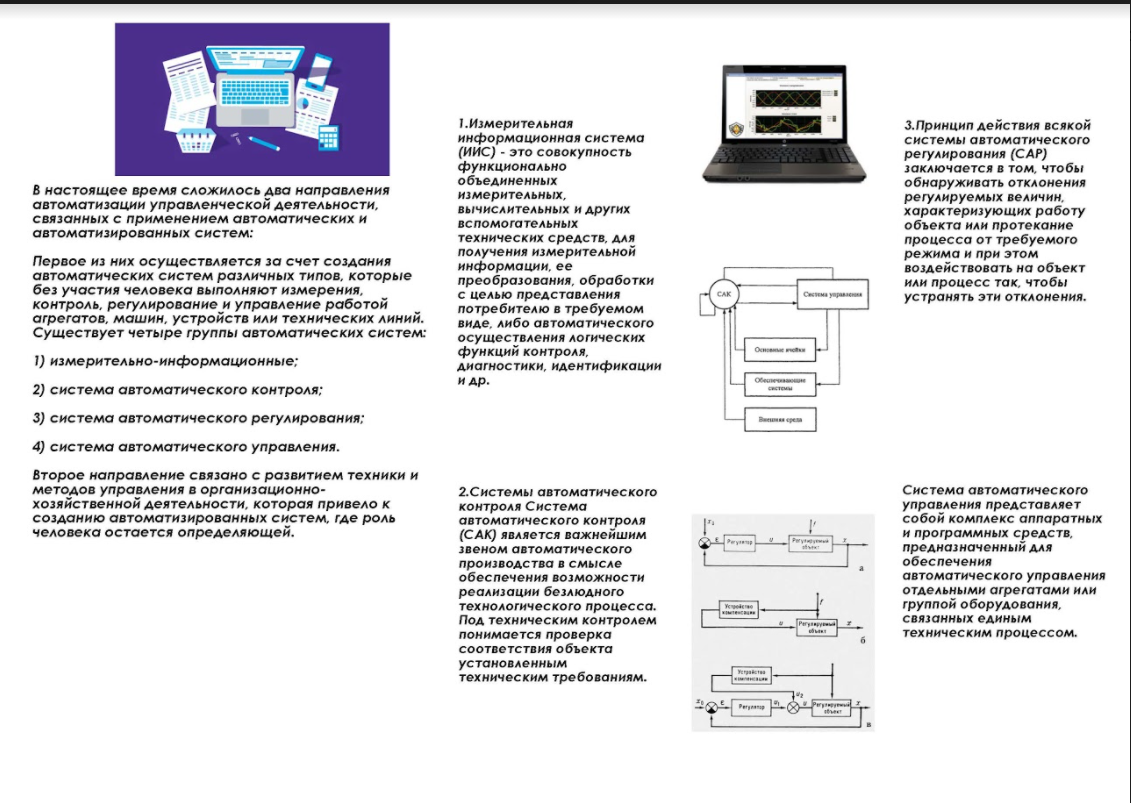 В настоящее время сложилось два направления
автоматизации управленческой деятельности,
связанных с применением автоматических и
автоматизированных систем:
Первое из них осуществляется за счет создания
автоматических систем различных типов, которые
без участия человека выполняют измерения,
контроль, регулирование и управление работой
агрегатов, машин, устройств или технических линий.
Существует четыре группы автоматических систем:
1) измерительно-информационные;
2) система автоматического контроля;
3) система автоматического регулирования;
4) система автоматического управления.
Второе направление связано с развитием техники и
методов управления в организационно-
хозяйственной деятельности, которая привело к
созданию автоматизированных систем, где роль
человека остается определяющей.
1.Измерительная
информационная система
(ИИС) - это совокупность
функционально
объединенных
измерительных,
вычислительных и других
вспомогательных
технических средств, для
получения измерительной
информации, ее
преобразования, обработки
с целью представления
потребителю в требуемом
виде, либо автоматического
осуществления логических
функций контроля,
диагностики, идентификации
и др.
2.Системы автоматического
контроля Система
автоматического контроля
(САК) является важнейшим
звеном автоматического
производства в смысле
обеспечения возможности
реализации безлюдного
технологического процесса.
Под техническим контролем
понимается проверка
соответствия объекта
установленным
техническим требованиям.
САК
Система управления
Основные ячейки
Обеспечивающие
системы
Внешняя среда
x₀ f
ε Регулятор u Регулируемый объект x
а
f
Устройство
компенсации
u Регулируемый объект x
б
Устройство
компенсации
u₂
x₀ ε Регулятор u₁ u Регулируемый объект x
в
3.Принцип действия всякой
системы автоматического
регулирования (САР)
заключается в том, чтобы
обнаруживать отклонения
регулируемых величин,
характеризующих работу
объекта или протекание
процесса от требуемого
режима и при этом
воздействовать на объект
или процесс так, чтобы
устранять эти отклонения.
Система автоматического
управления представляет
собой комплекс аппаратных
и программных средств,
предназначенный для
обеспечения
автоматического управления
отдельными агрегатами или
группой оборудования,
связанных единым
техническим процессом.